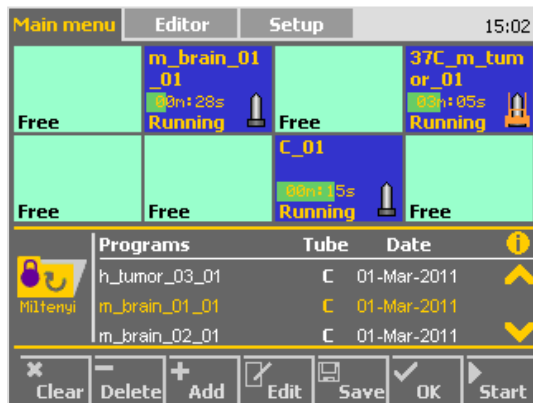 Main menu Editor Setup 15:02
m_brain_01
_01
00m:28s
Running
37C_m_tum
or_01
03m:05s
Running
Free
Free
C_01
00m:15s
Running
Free
Free
Free
Programs Tube Date
h_tumor_03_01 C 01-Mar-2011
m_brain_01_01 C 01-Mar-2011
m_brain_02_01 C 01-Mar-2011
Miltenyi
Clear Delete Add Edit Save OK Start